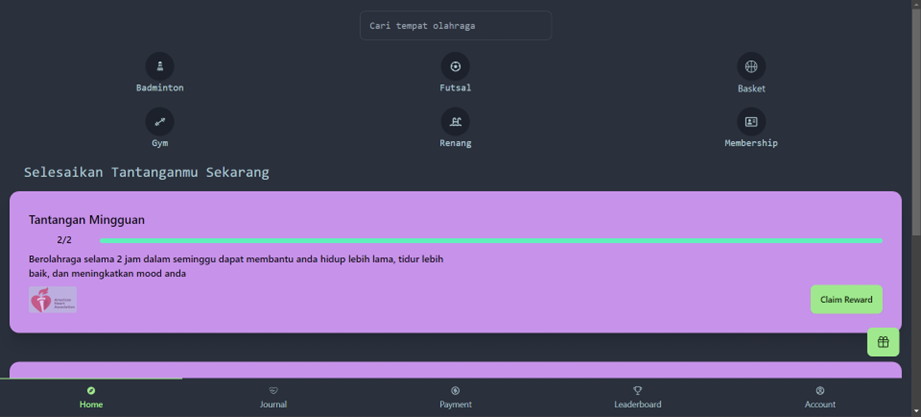 Cari tempat olahraga
Badminton
Futsal
Basket
Gym
Renang
Membership
Selesaikan Tantanganmu Sekarang
Tantangan Mingguan
2/2
Berolahraga selama 2 jam dalam seminggu dapat membantu anda hidup lebih lama, tidur lebih
baik, dan meningkatkan mood anda
American
Heart
Association
Claim Reward
Home
Journal
Payment
Leaderboard
Account